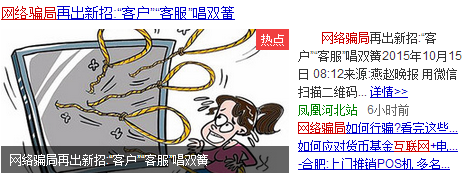 网络骗局再出新招:“客户”“客服”唱双簧
热点
网络骗局再出新招:“客户”“客服”唱双簧
网络骗局再出新招:“客
户”“客服”唱双簧2015年10月15
日 08:12来源:燕赵晚报 用微信
扫描二维码... 详情>>
凤凰河北站 6小时前
网络骗局如何行骗?看完这些...
如何应对货币基金互联网+电...
·合肥:上门推销POS机 多名...